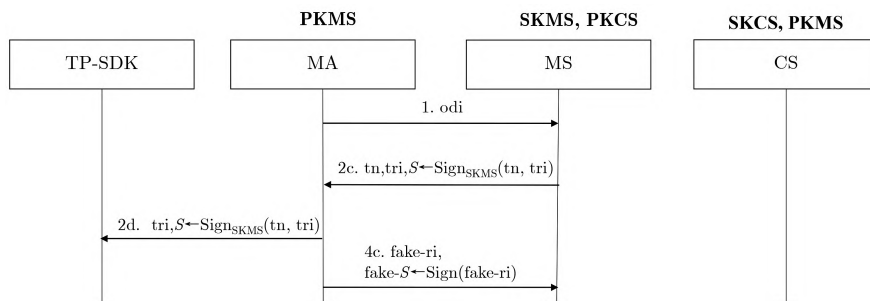 PKMS
SKMS, PKCS
SKCS, PKMS
TP-SDK
MA
MS
CS
1. odi
2c. tn,tri,S←Sign_SKMS(tn, tri)
2d. tri,S←Sign_SKMS(tn, tri)
4c. fake-ri,
fake-S←Sign(fake-ri)